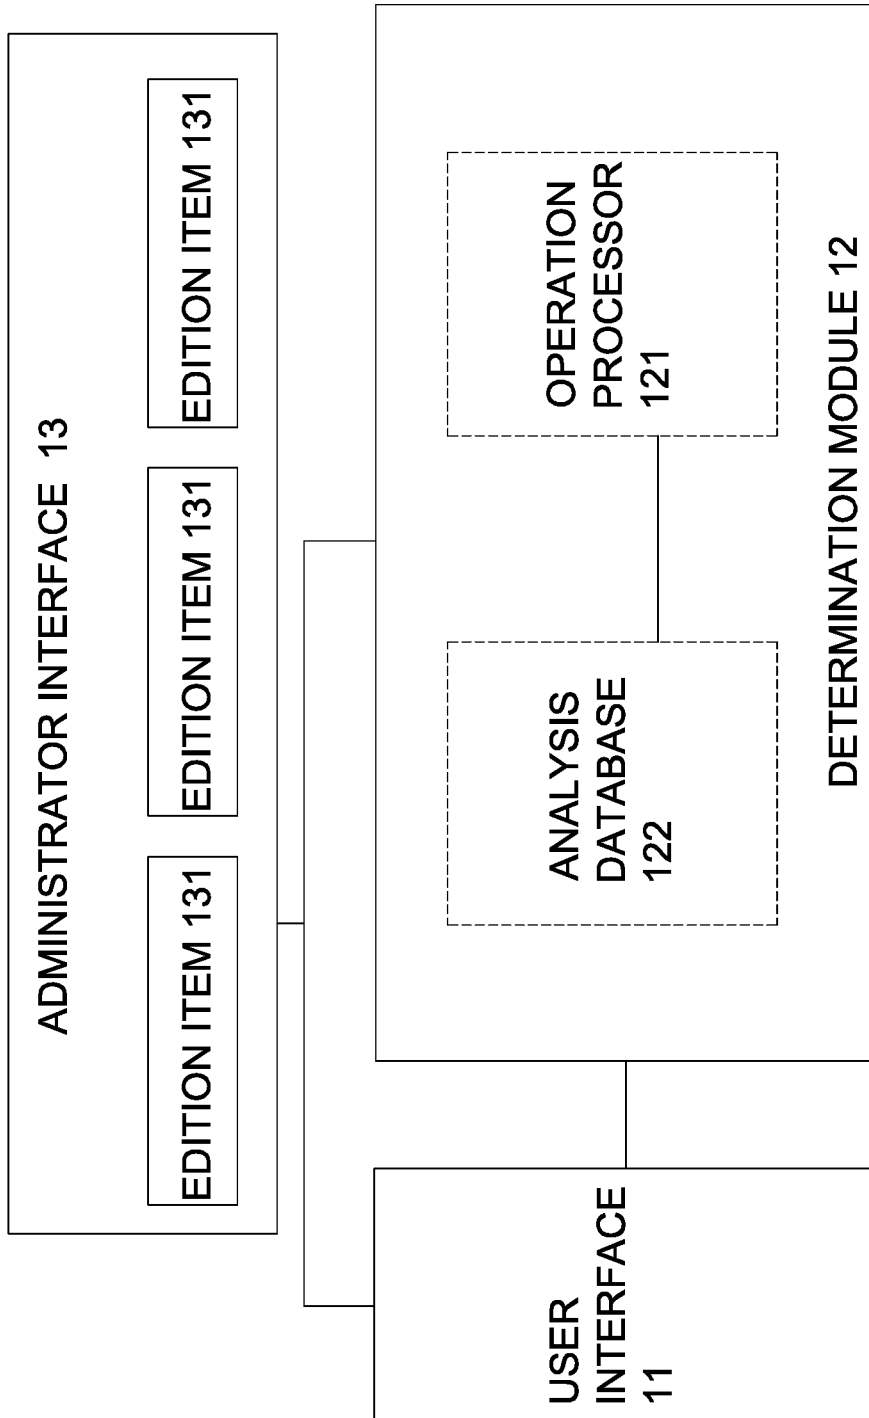 ADMINISTRATOR INTERFACE 13
EDITION ITEM 131
EDITION ITEM 131
EDITION ITEM 131
USER
INTERFACE
11
ANALYSIS
DATABASE
122
OPERATION
PROCESSOR
121
DETERMINATION MODULE 12